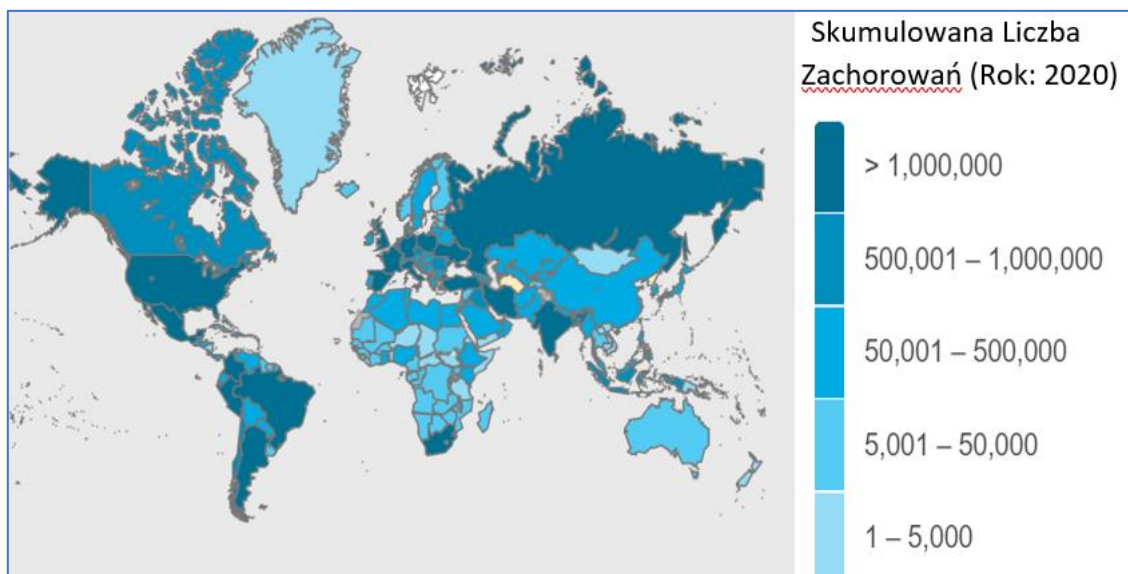 Skumulowana Liczba
Zachorowań (Rok: 2020)
> 1,000,000
500,001 – 1,000,000
50,001 – 500,000
5,001 – 50,000
1 – 5,000